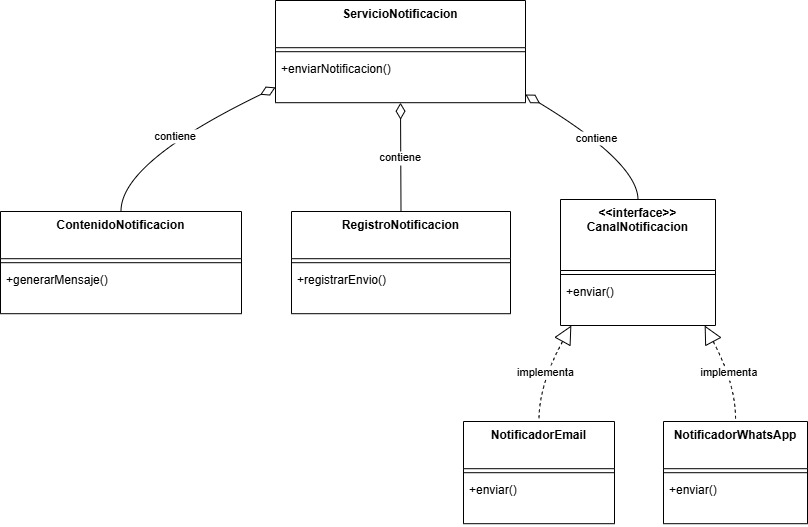 ServicioNotificacion
+enviarNotificacion()
contiene
contiene
contiene
ContenidoNotificacion
+generarMensaje()
RegistroNotificacion
+registrarEnvio()
<<interface>>
CanalNotificacion
+enviar()
implementa
implementa
NotificadorEmail
+enviar()
NotificadorWhatsApp
+enviar()